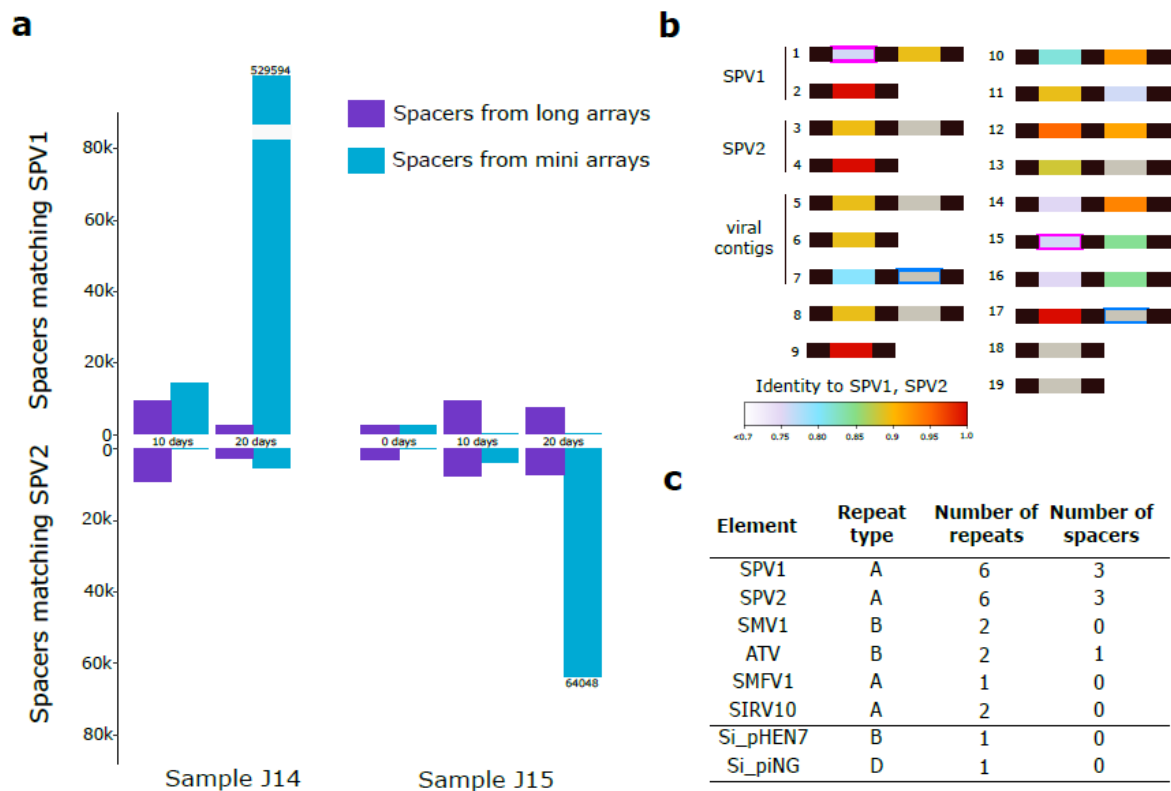 a
529594
Spacers matching SPV1
80k
60k
40k
20k
0
Spacers from long arrays
Spacers from mini arrays
10 days
20 days
0 days
10 days
20 days
Spacers matching SPV2
0
20k
40k
60k
80k
64048
Sample J14
Sample J15
b
SPV1
1
2
SPV2
3
4
viral
contigs
5
6
7
8
9
10
11
12
13
14
15
16
17
18
19
Identity to SPV1, SPV2
<0.7 0.75 0.80 0.85 0.90 0.95 1.0
c
Element Repeat type Number of repeats Number of spacers
SPV1 A 6 3
SPV2 A 6 3
SMV1 B 2 0
ATV B 2 1
SMFV1 A 1 0
SIRV10 A 2 0
Si_pHEN7 B 1 0
Si_piNG D 1 0